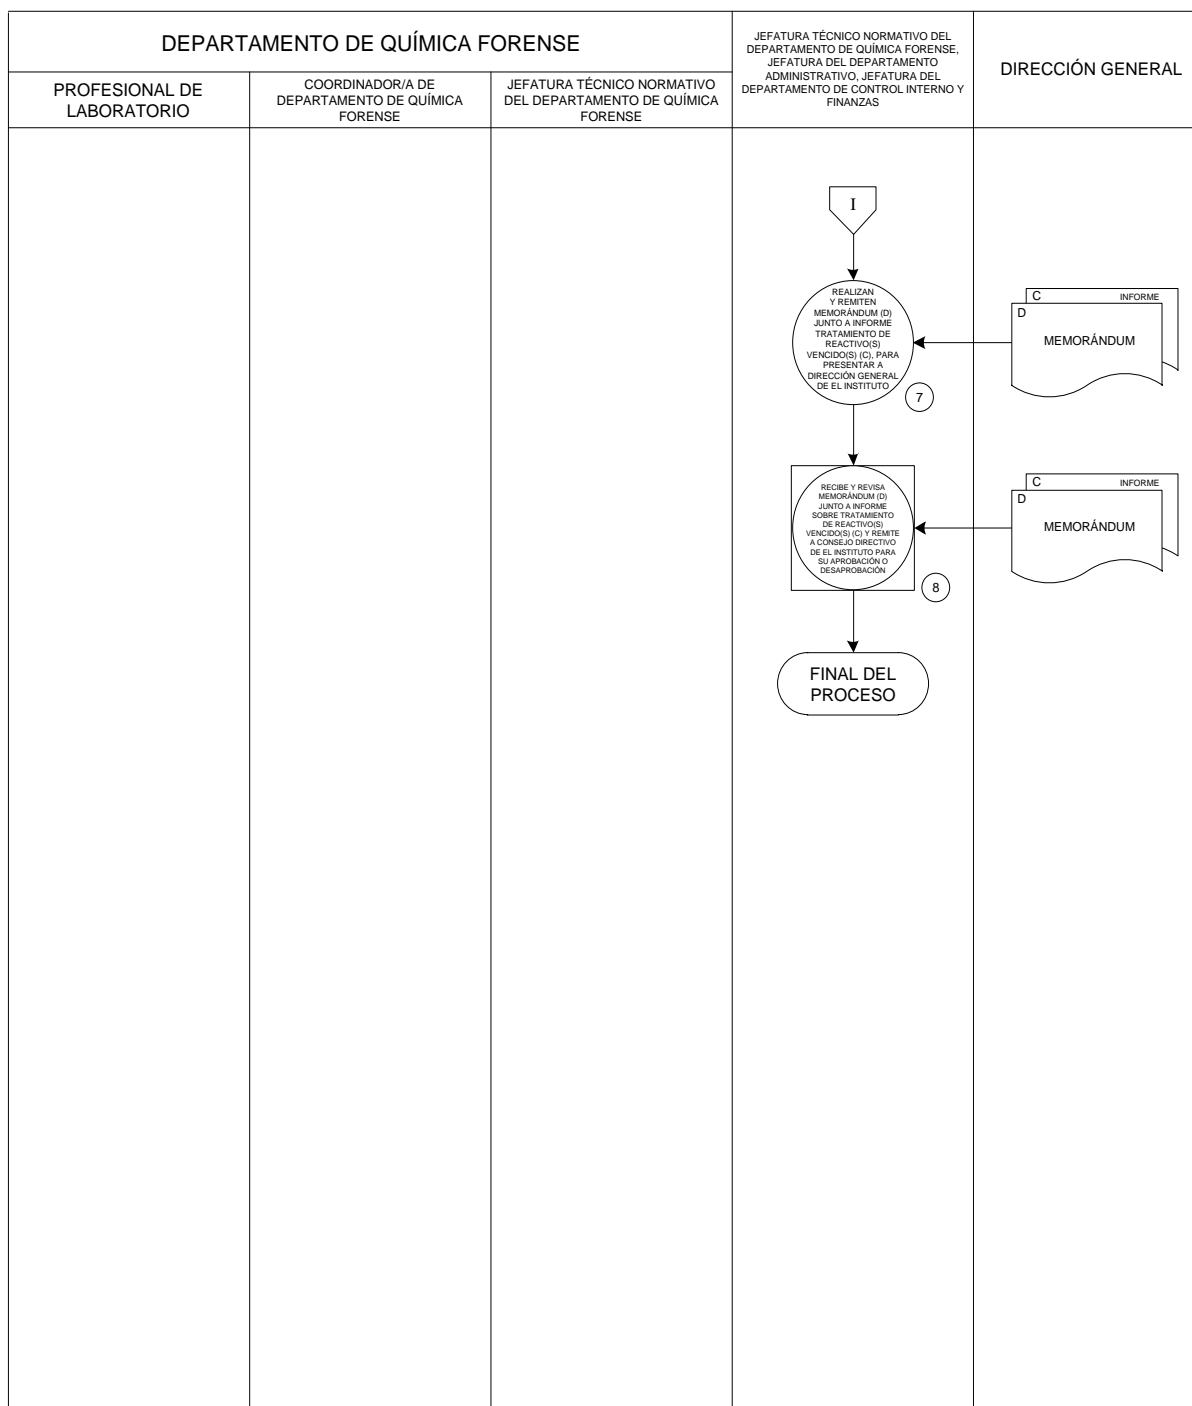 DEPARTAMENTO DE QUÍMICA FORENSE
JEFATURA TÉCNICO NORMATIVO DEL
DEPARTAMENTO DE QUÍMICA FORENSE,
JEFATURA DEL DEPARTAMENTO
ADMINISTRATIVO, JEFATURA DEL
DEPARTAMENTO DE CONTROL INTERNO Y
FINANZAS
DIRECCIÓN GENERAL
PROFESIONAL DE
LABORATORIO
COORDINADOR/A DE
DEPARTAMENTO DE QUÍMICA
FORENSE
JEFATURA TÉCNICO NORMATIVO
DEL DEPARTAMENTO DE QUÍMICA
FORENSE
I
REALIZAN
Y REMITEN
MEMORÁNDUM (D)
JUNTO A INFORME
TRATAMIENTO DE
REACTIVO(S)
VENCIDO(S) (C), PARA
PRESENTAR A
DIRECCIÓN GENERAL
DE EL INSTITUTO
7
C
INFORME
D
MEMORÁNDUM
RECIBE Y REVISA
MEMORÁNDUM (D)
JUNTO A INFORME
SOBRE TRATAMIENTO
DE REACTIVO(S)
VENCIDO(S) (C) Y REMITE
A CONSEJO DIRECTIVO
DE EL INSTITUTO PARA
SU APROBACIÓN O
DESAPROBACIÓN
8
C
INFORME
D
MEMORÁNDUM
FINAL DEL
PROCESO